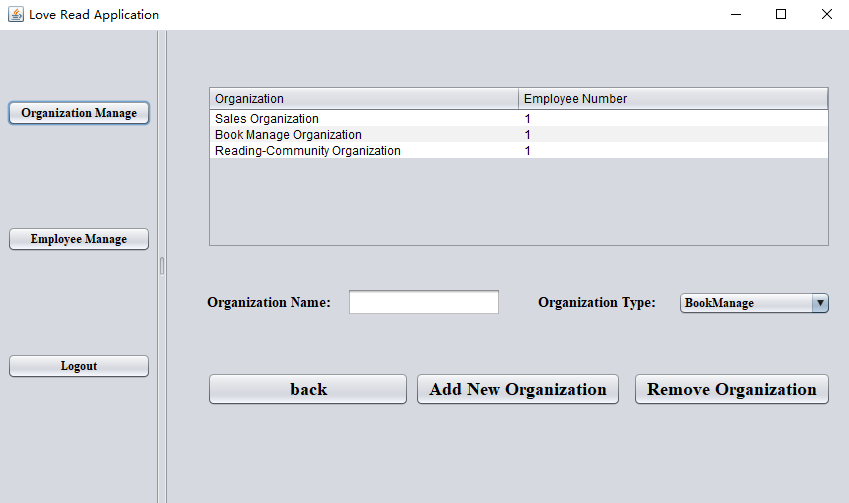 Love Read Application
Organization Manage
Employee Manage
Logout
Organization Employee Number
Sales Organization 1
Book Manage Organization 1
Reading-Community Organization 1
Organization Name: Organization Type: BookManage
back Add New Organization Remove Organization